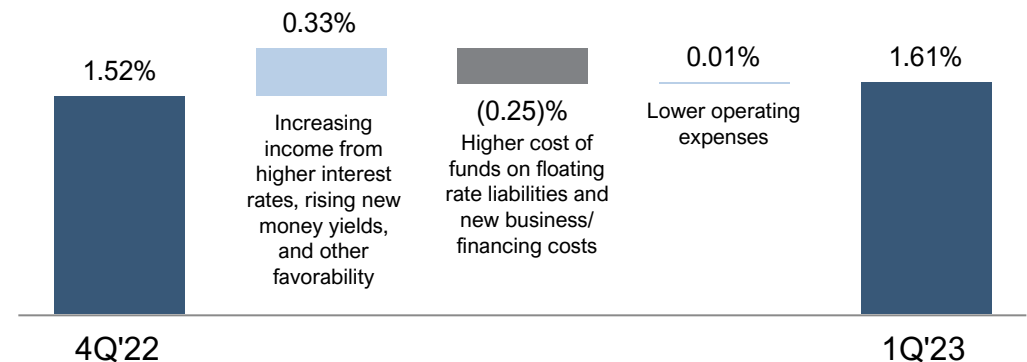 1.52%
0.33%
Increasing
income from
higher interest
rates, rising new
money yields,
and other
favorability
(0.25)%
Higher cost of
funds on floating
rate liabilities and
new business/
financing costs
0.01%
Lower operating
expenses
1.61%
4Q'22
1Q'23